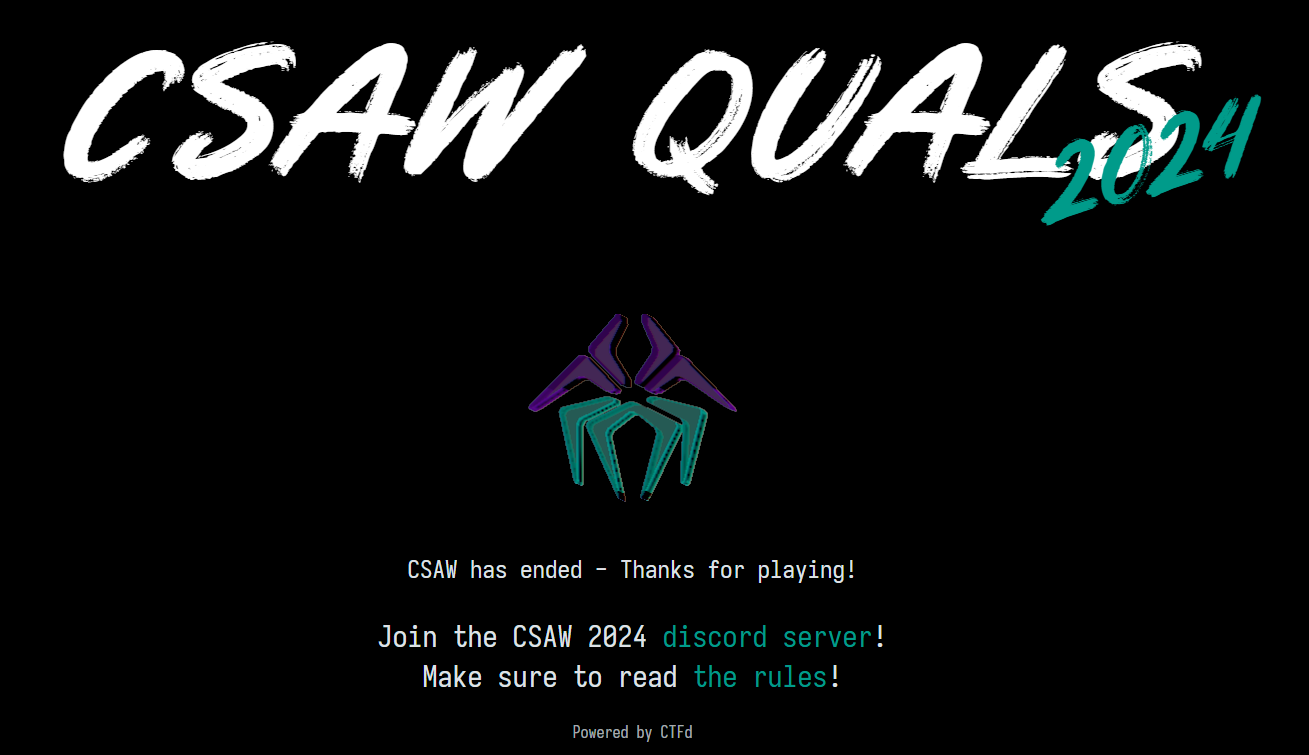 CSAW QUALS
2024
CSAW has ended - Thanks for playing!
Join the CSAW 2024 discord server!
Make sure to read the rules!
Powered by CTFd